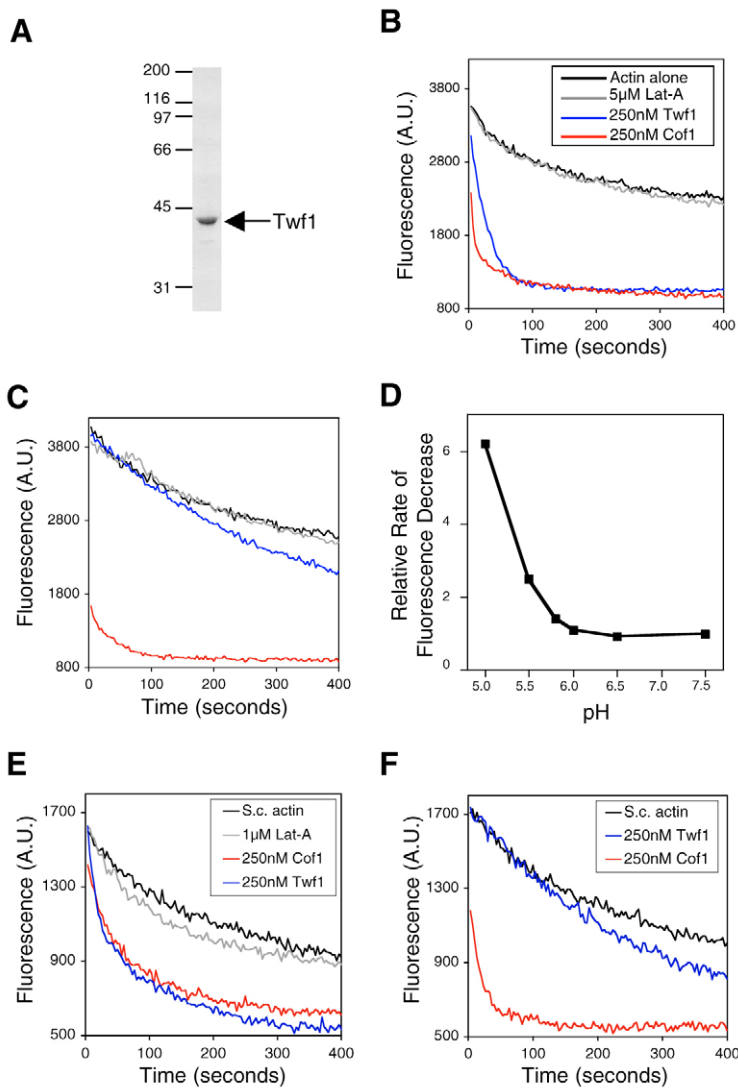 A
200
116
97
66
45
31
Twf1
B
Fluorescence (A.U.)
3800
2800
1800
800
0 100 200 300 400
Time (seconds)
Actin alone
5µM Lat-A
250nM Twf1
250nM Cof1
C
Fluorescence (A.U.)
3800
2800
1800
800
0 100 200 300 400
Time (seconds)
D
Relative Rate of
Fluorescence Decrease
6
4
2
0
5.0 5.5 6.0 6.5 7.0 7.5
pH
E
Fluorescence (A.U.)
1700
1300
900
500
0 100 200 300 400
Time (seconds)
S.c. actin
1µM Lat-A
250nM Cof1
250nM Twf1
F
Fluorescence (A.U.)
1700
1300
900
500
0 100 200 300 400
Time (seconds)
S.c. actin
250nM Twf1
250nM Cof1